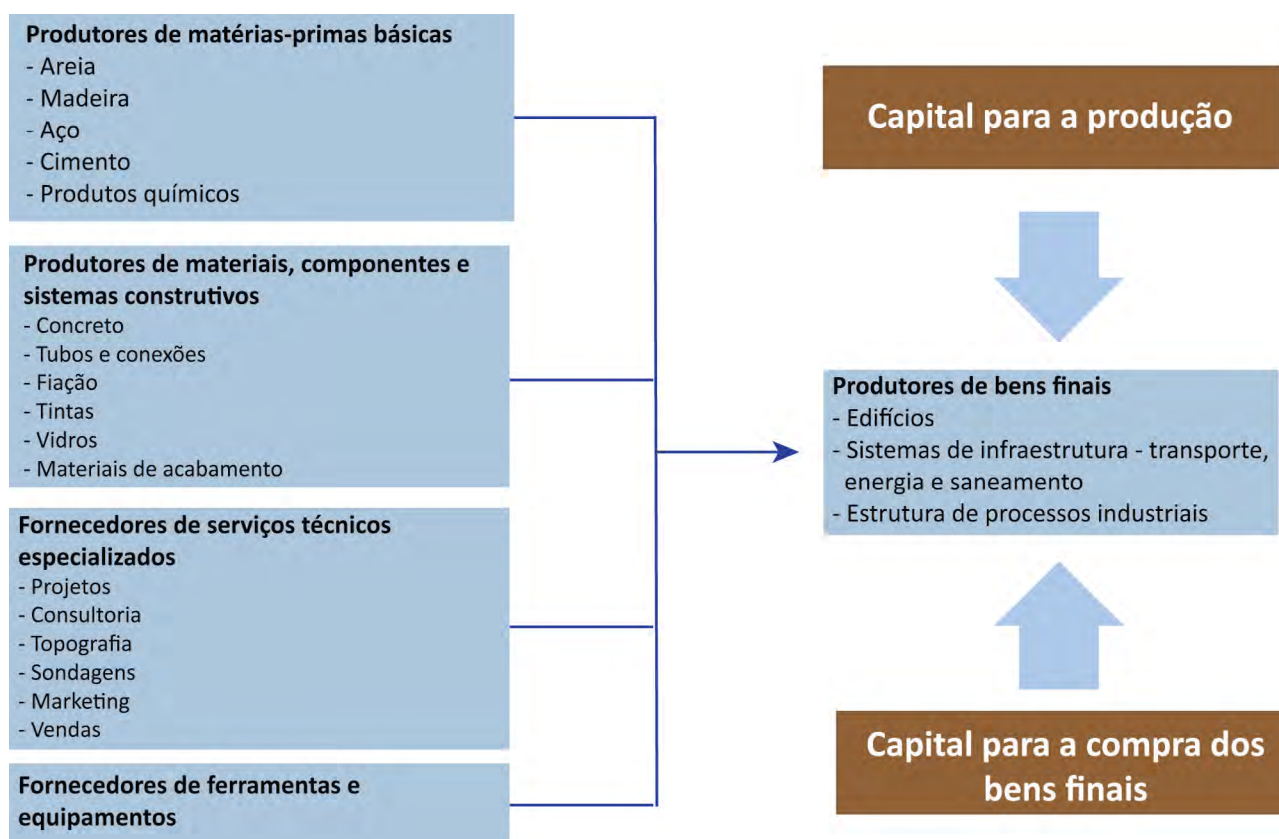 Produtores de matérias-primas básicas
- Areia
- Madeira
- Aço
- Cimento
- Produtos químicos
Produtores de materiais, componentes e
sistemas construtivos
- Concreto
- Tubos e conexões
- Fiação
- Tintas
- Vidros
- Materiais de acabamento
Fornecedores de serviços técnicos
especializados
- Projetos
- Consultoria
- Topografia
- Sondagens
- Marketing
- Vendas
Fornecedores de ferramentas e
equipamentos
Capital para a produção
Produtores de bens finais
- Edifícios
- Sistemas de infraestrutura - transporte,
energia e saneamento
- Estrutura de processos industriais
Capital para a compra dos
bens finais